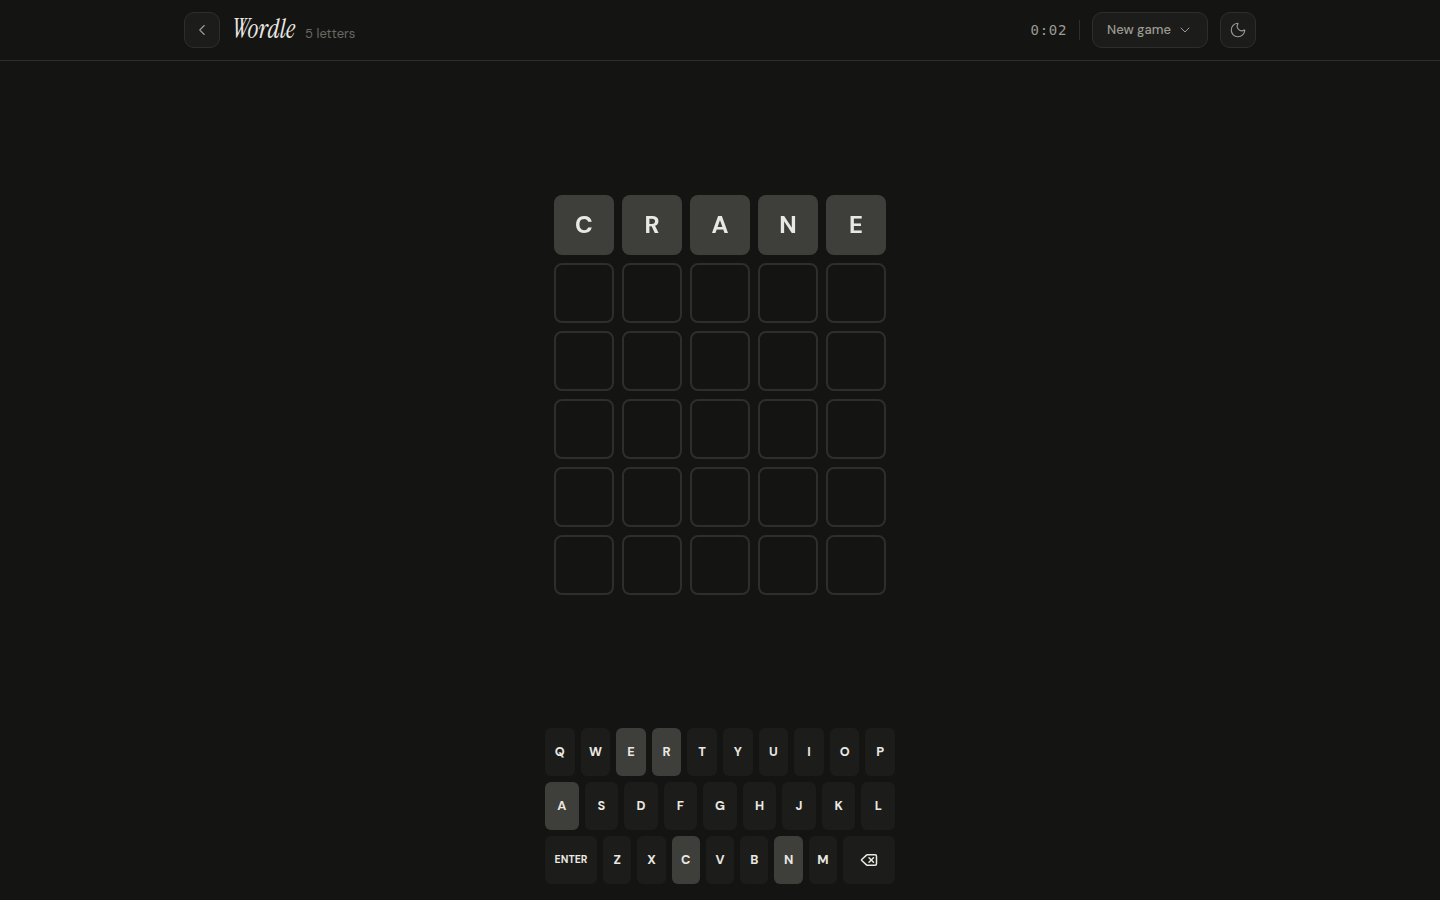 Wordle 5 letters 0:02 New game
C R A N E
Q W E R T Y U I O P
A S D F G H J K L
ENTER Z X C V B N M